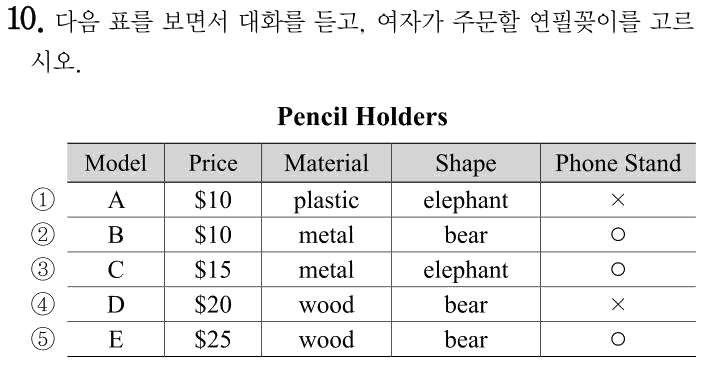 10. 다음 표를 보면서 대화를 듣고, 여자가 주문할 연필꽂이를 고르
시오.
Pencil Holders
Model Price Material Shape Phone Stand
① A $10 plastic elephant ×
② B $10 metal bear ○
③ C $15 metal elephant ○
④ D $20 wood bear ×
⑤ E $25 wood bear ○